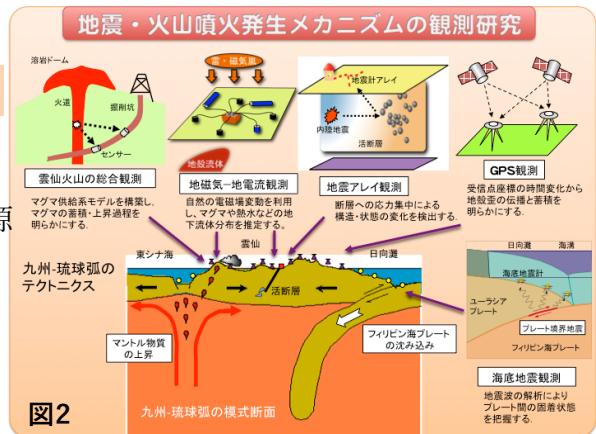 地震・火山噴火発生メカニズムの観測研究
溶岩ドーム
火道
掘削坑
センサー
雲仙火山の総合観測
マグマ供給系モデルを構築し、
マグマの蓄積・上昇過程を
明らかにする.
雷・磁気嵐
地殻流体
地磁気ー地電流観測
自然の電磁場変動を利用
し、マグマや熱水などの地
下流体分布を推定する。
地震計アレイ
内陸地震
活断層
地震アレイ観測
断層への応力集中による
構造・状態の変化を検出する.
GPS観測
受信点座標の時間変化から
地殻歪の伝播と蓄積を
明らかにする.
源
九州-琉球弧の
テクトニクス
東シナ海
雲仙
日向灘
活断層
マントル物質
の上昇
フィリピン海プレート
の沈み込み
九州-琉球弧の模式断面
図2
日向灘
海溝
海底地震計
ユーラシア
プレート
プレート境界地震
フィリピン海プレート
海底地震観測
地震波の解析により
プレート間の固着状態
を把握する.